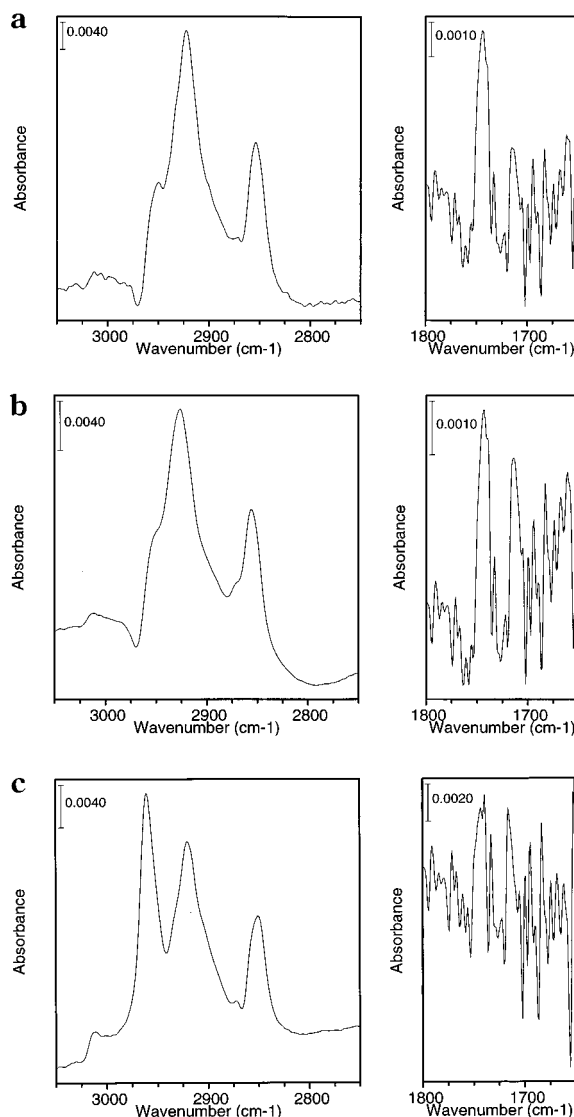 a
0.0040
Absorbance
3000 2900 2800
Wavenumber (cm-1)
0.0010
Absorbance
1800 1700
Wavenumber (cm-1)
b
0.0040
Absorbance
3000 2900 2800
Wavenumber (cm-1)
0.0010
Absorbance
1800 1700
Wavenumber (cm-1)
c
0.0040
Absorbance
3000 2900 2800
Wavenumber (cm-1)
0.0020
Absorbance
1800 1700
Wavenumber (cm-1)